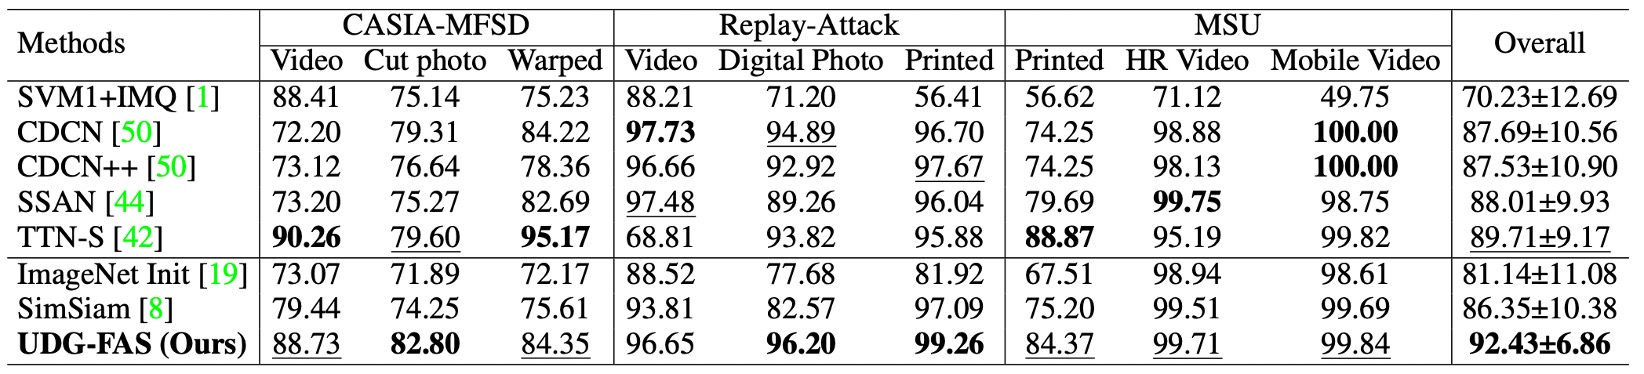 Methods CASIA-MFSD Replay-Attack MSU Overall
Video Cut photo Warped Video Digital Photo Printed Printed HR Video Mobile Video
SVM1+IMQ [1] 88.41 75.14 75.23 88.21 71.20 56.41 56.62 71.12 49.75 70.23±12.69
CDCN [50] 72.20 79.31 84.22 97.73 94.89 96.70 74.25 98.88 100.00 87.69±10.56
CDCN++ [50] 73.12 76.64 78.36 96.66 92.92 97.67 74.25 98.13 100.00 87.53±10.90
SSAN [44] 73.20 75.27 82.69 97.48 89.26 96.04 79.69 99.75 98.75 88.01±9.93
TTN-S [42] 90.26 79.60 95.17 68.81 93.82 95.88 88.87 95.19 99.82 89.71±9.17
ImageNet Init [19] 73.07 71.89 72.17 88.52 77.68 81.92 67.51 98.94 98.61 81.14±11.08
SimSiam [8] 79.44 74.25 75.61 93.81 82.57 97.09 75.20 99.51 99.69 86.35±10.38
UDG-FAS (Ours) 88.73 82.80 84.35 96.65 96.20 99.26 84.37 99.71 99.84 92.43±6.86